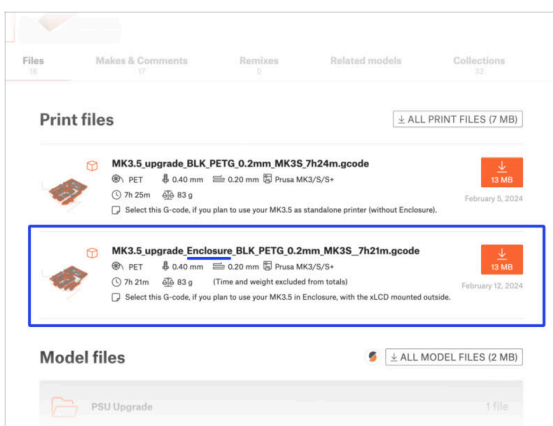 Files
Makes & Comments
Remixes
Related models
Collections
16
17
0
33
Print files
ALL PRINT FILES (7 MB)
MK3.5_upgrade_BLK_PETG_0.2mm_MK3S_7h24m.gcode
PET 0.40 mm 0.20 mm Prusa MK3/S/S+
7h 25m 83 g
Select this G-code, if you plan to use your MK3.5 as standalone printer (without Enclosure).
13 MB
February 5, 2024
MK3.5_upgrade_Enclosure_BLK_PETG_0.2mm_MK3S_7h21m.gcode
PET 0.40 mm 0.20 mm Prusa MK3/S/S+
7h 21m 83 g (Time and weight excluded from totals)
Select this G-code, if you plan to use your MK3.5 in Enclosure, with the xLCD mounted outside.
13 MB
February 12, 2024
Model files
ALL MODEL FILES (2 MB)
PSU Upgrade
1 file